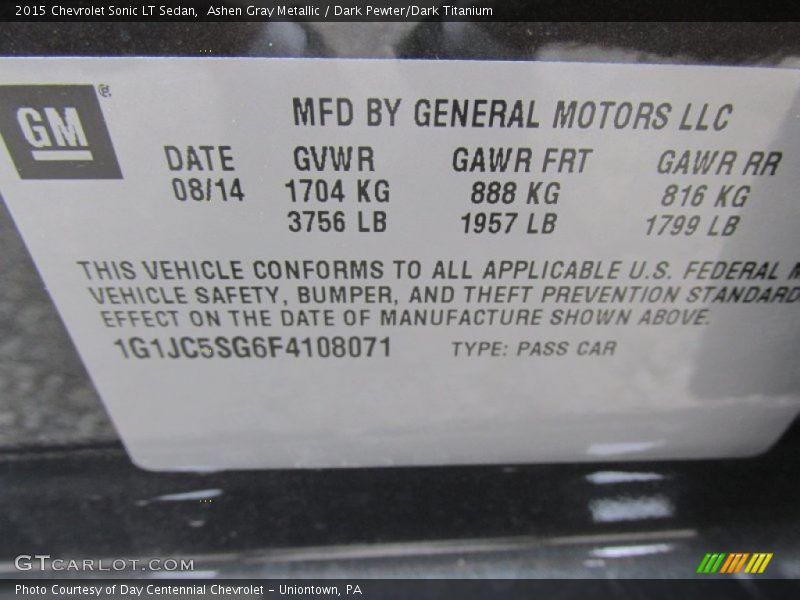 2015 Chevrolet Sonic LT Sedan,  Ashen Gray Metallic / Dark Pewter/Dark Titanium
GM®
MFD BY GENERAL MOTORS LLC
DATE GVWR GAWR FRT GAWR RR
08/14 1704 KG 888 KG 816 KG
3756 LB 1957 LB 1799 LB
THIS VEHICLE CONFORMS TO ALL APPLICABLE U.S. FEDERAL M
VEHICLE SAFETY, BUMPER, AND THEFT PREVENTION STANDARD
EFFECT ON THE DATE OF MANUFACTURE SHOWN ABOVE.
1G1JC5SG6F4108071 TYPE: PASS CAR
GTCARLOT.COM
Photo Courtesy of Day Centennial Chevrolet - Uniontown, PA